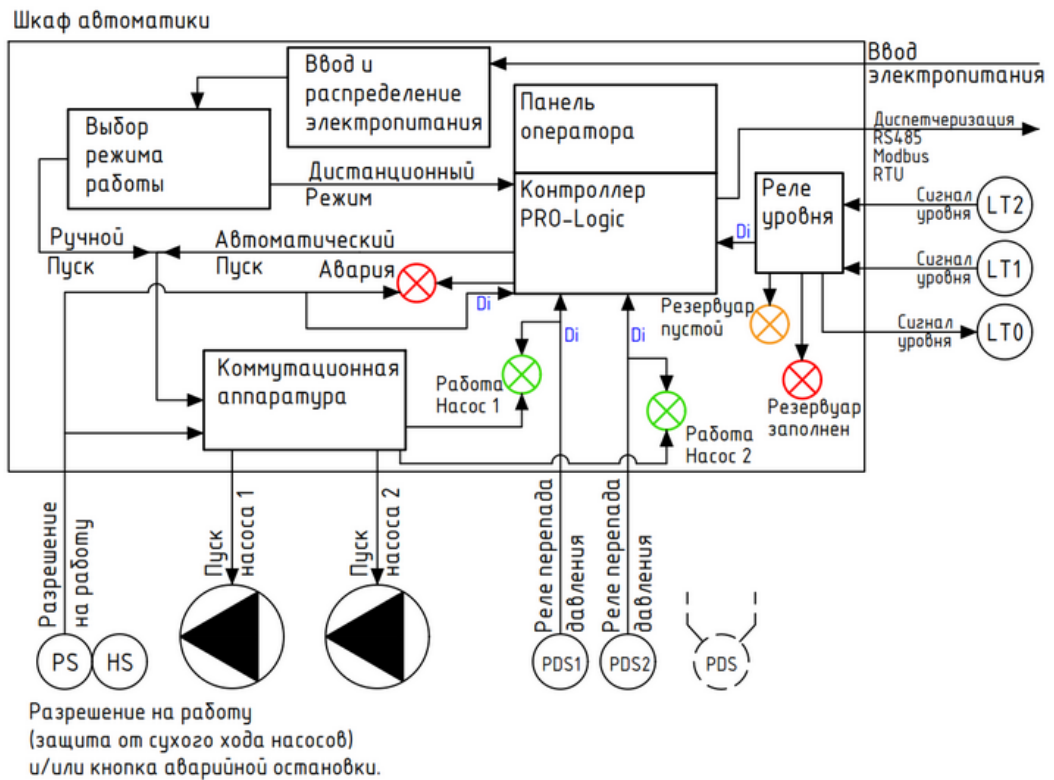 Шкаф автоматики
Ввод
электропитания
Ввод и
распределение
электропитания
Выбор
режима
работы
Панель
оператора
Диспетчеризация
RS485
Modbus
RTU
Дистанционный
Режим
Контроллер
PRO-Logic
Реле
уровня
Сигнал
уровня
LT2
Di
Ручной
Пуск
Автоматический
Пуск
Сигнал
уровня
LT1
Авария
Di
Di
Di
Резервуар
пустой
Сигнал
уровня
LT0
Коммутационная
аппаратура
Работа
Насос 1
Резервуар
заполнен
Работа
Насос 2
Разрешение
на работу
Пуск
насоса 1
Пуск
насоса 2
Реле перепада
давления
Реле перепада
давления
PS
HS
PDS1
PDS2
PDS
Разрешение на работу
(защита от сухого хода насосов)
и/или кнопка аварийной остановки.